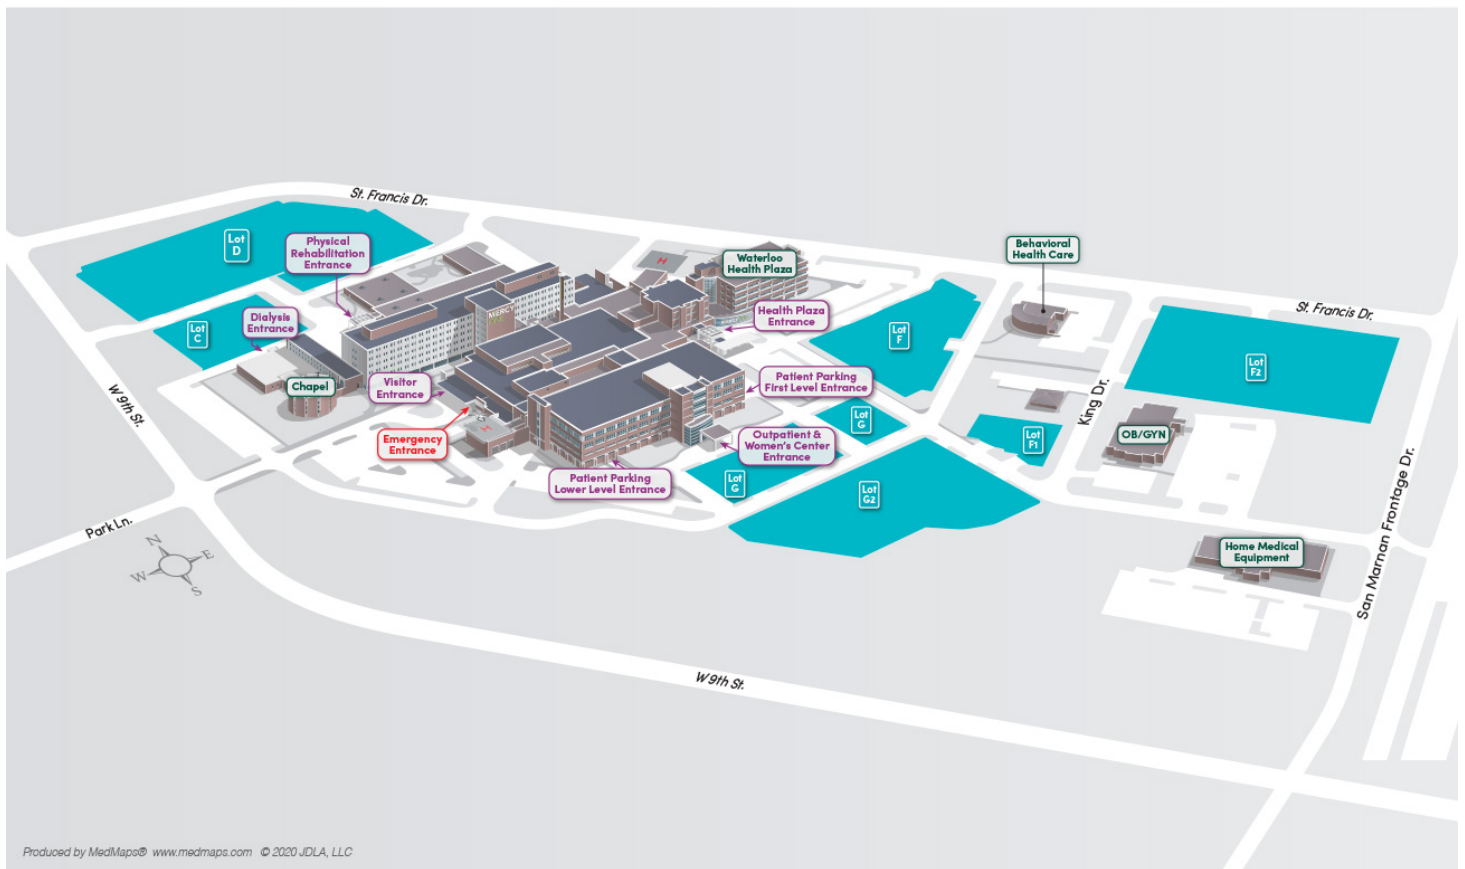 St. Francis Dr.
Lot
D
Physical
Rehabilitation
Entrance
Waterloo
Health Plaza
H
Behavioral
Health Care
Lot
C
Dialysis
Entrance
MERCY
Health Plaza
Entrance
Lot
F
St. Francis Dr.
Lot
F2
W 9th St.
Chapel
Visitor
Entrance
Patient Parking
First Level Entrance
King Dr.
Emergency
Entrance
H
Lot
G
Outpatient &
Women's Center
Entrance
Lot
F1
OB/GYN
Patient Parking
Lower Level Entrance
Lot
G
Lot
G2
San Marnan Frontage Dr.
Park Ln.
N
E
W
S
Home Medical
Equipment
W 9th St.
Produced by MedMaps® www.medmaps.com © 2020 JDLA, LLC